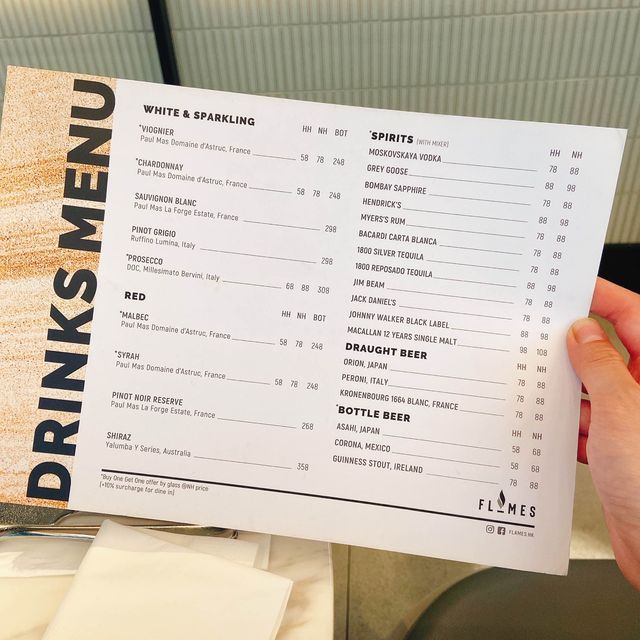 DRINKS MENU
WHITE & SPARKLING HH NH BOT
*VIOGNIER
Paul Mas Domaine d'Astruc, France 58 78 248
*CHARDONNAY
Paul Mas Domaine d'Astruc, France 58 78 248
SAUVIGNON BLANC
Paul Mas La Forge Estate, France 298
PINOT GRIGIO
Ruffino Lumina, Italy 298
*PROSECCO
DOC, Millesimato Bervini, Italy 68 88 308
RED HH NH BOT
*MALBEC
Paul Mas Domaine d'Astruc, France 58 78 248
*SYRAH
Paul Mas Domaine d'Astruc, France 58 78 248
PINOT NOIR RESERVE
Paul Mas La Forge Estate, France 268
SHIRAZ
Yalumba Y Series, Australia 358
*Buy One Get One offer by glass @NH price
(+10% surcharge for dine in)
*SPIRITS (WITH MIXER) HH NH
MOSKOVSKAYA VODKA 78 88
GREY GOOSE 88 98
BOMBAY SAPPHIRE 78 88
HENDRICK'S 88 98
MYERS'S RUM 78 88
BACARDI CARTA BLANCA 78 88
1800 SILVER TEQUILA 78 88
1800 REPOSADO TEQUILA 88 98
JIM BEAM 78 88
JACK DANIEL'S 78 88
JOHNNY WALKER BLACK LABEL 88 98
MACALLAN 12 YEARS SINGLE MALT 98 108
DRAUGHT BEER HH NH
ORION, JAPAN 78 88
PERONI, ITALY 78 88
KRONENBOURG 1664 BLANC, FRANCE 78 88
*BOTTLE BEER HH NH
ASAHI, JAPAN 58 68
CORONA, MEXICO 58 68
GUINNESS STOUT, IRELAND 78 88
FLAMES
FLAMES.HK